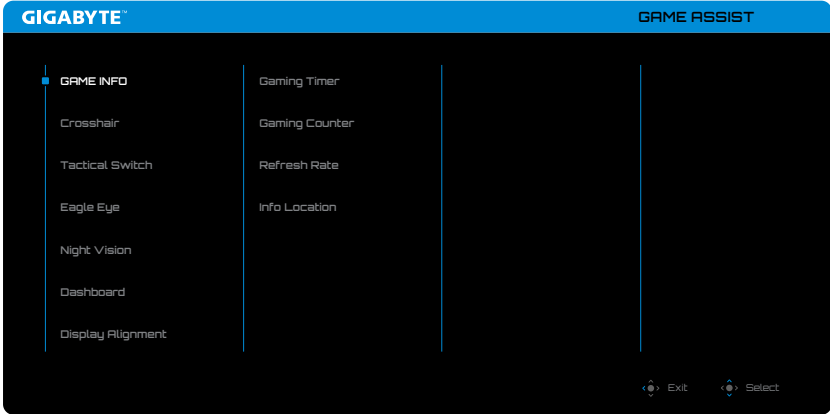 GIGABYTE™
GAME ASSIST
GAME INFO
Crosshair
Tactical Switch
Eagle Eye
Night Vision
Dashboard
Display Alignment
Gaming Timer
Gaming Counter
Refresh Rate
Info Location
Exit
Select